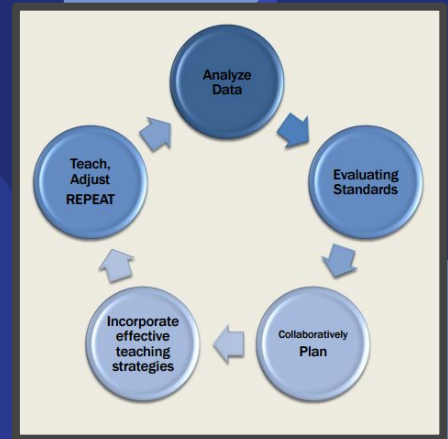 Analyze
Data
Evaluating
Standards
Collaboratively
Plan
Incorporate
effective
teaching
strategies
Teach,
Adjust
REPEAT